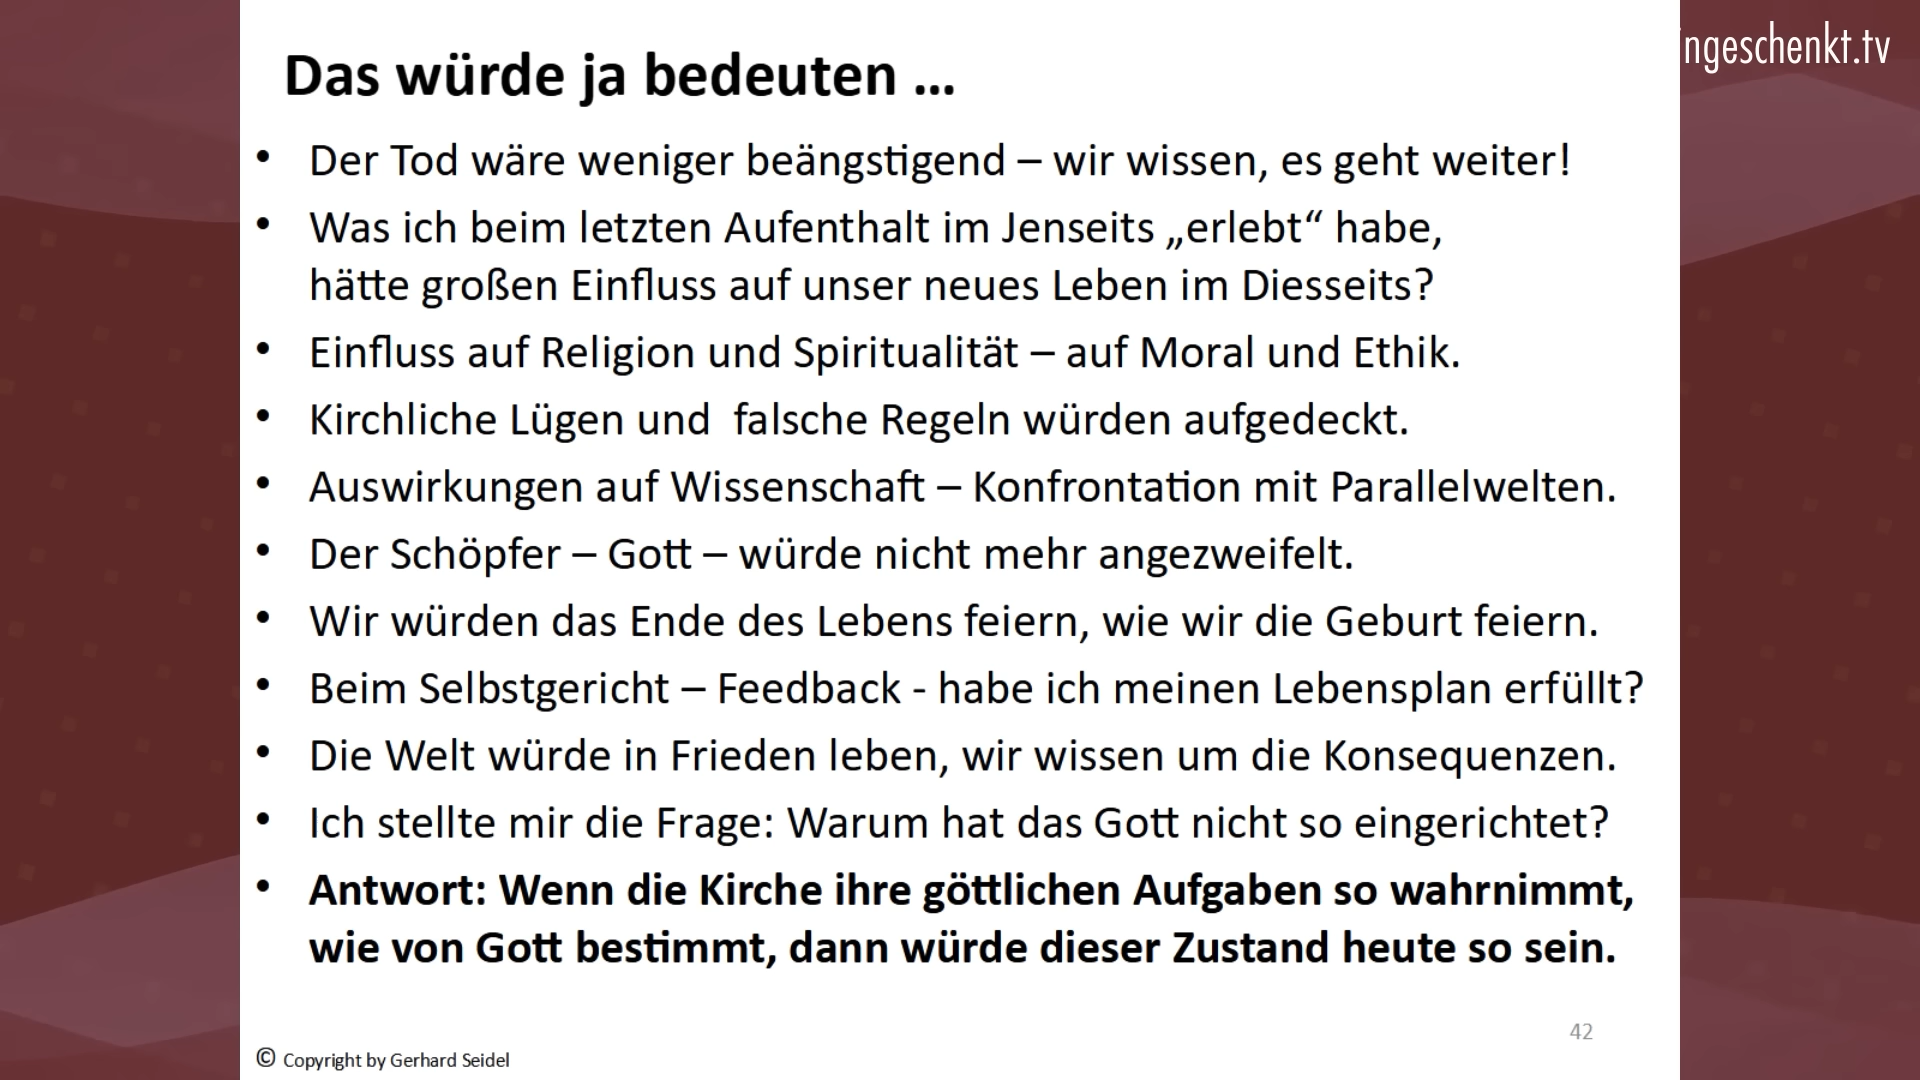 ingeschenkt.tv
Das würde ja bedeuten ...
• Der Tod wäre weniger beängstigend – wir wissen, es geht weiter!
• Was ich beim letzten Aufenthalt im Jenseits „erlebt“ habe,
hätte großen Einfluss auf unser neues Leben im Diesseits?
• Einfluss auf Religion und Spiritualität – auf Moral und Ethik.
• Kirchliche Lügen und  falsche Regeln würden aufgedeckt.
• Auswirkungen auf Wissenschaft – Konfrontation mit Parallelwelten.
• Der Schöpfer – Gott – würde nicht mehr angezweifelt.
• Wir würden das Ende des Lebens feiern, wie wir die Geburt feiern.
• Beim Selbstgericht – Feedback - habe ich meinen Lebensplan erfüllt?
• Die Welt würde in Frieden leben, wir wissen um die Konsequenzen.
• Ich stellte mir die Frage: Warum hat das Gott nicht so eingerichtet?
• Antwort: Wenn die Kirche ihre göttlichen Aufgaben so wahrnimmt,
wie von Gott bestimmt, dann würde dieser Zustand heute so sein.
42
© Copyright by Gerhard Seidel